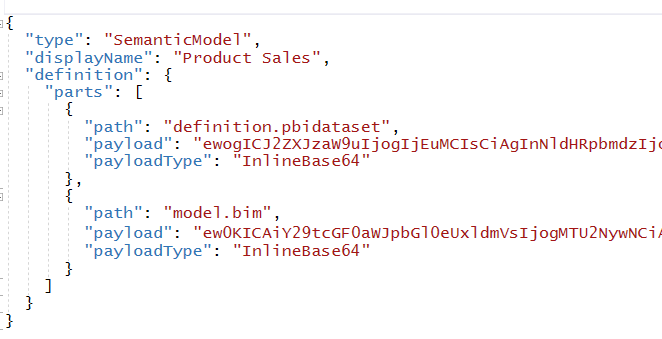 {
"type": "SemanticModel",
"displayName": "Product Sales",
"definition": {
"parts": [
{
"path": "definition.pbidataset",
"payload": "ewogICJ2ZXJzaW9uIjogIjEuMCIsCiAgInNldHRpbmdzIjo
"payloadType": "InlineBase64"
},
{
"path": "model.bim",
"payload": "ew0KICAiY29tcGF0aWJpbGl0eUxldmVsIjogMTU2NywNCiA
"payloadType": "InlineBase64"
}
]
}
}